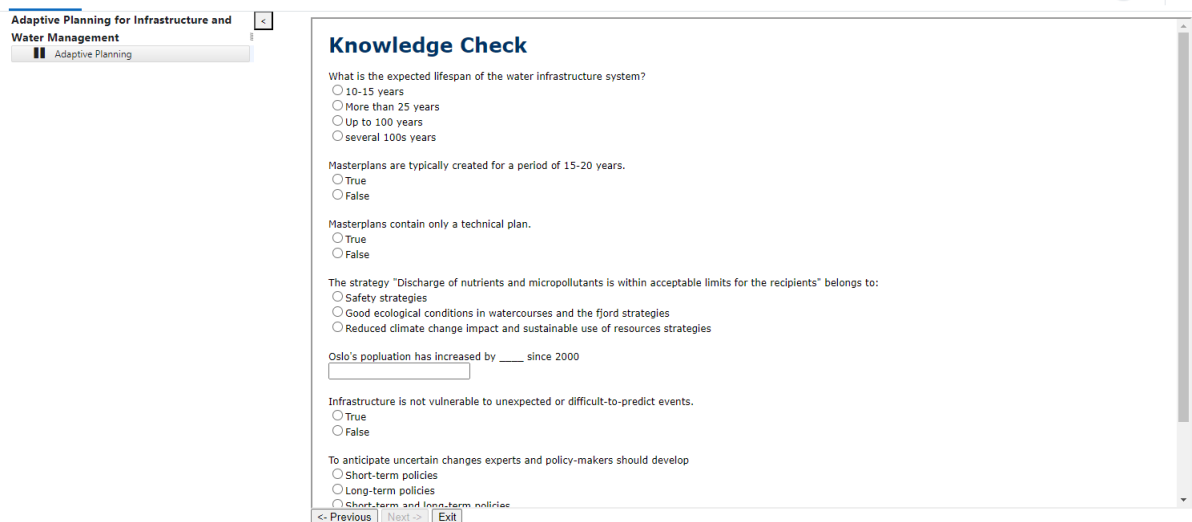 Adaptive Planning for Infrastructure and
Water Management
Adaptive Planning
<
Knowledge Check
What is the expected lifespan of the water infrastructure system?
10-15 years
More than 25 years
Up to 100 years
several 100s years
Masterplans are typically created for a period of 15-20 years.
True
False
Masterplans contain only a technical plan.
True
False
The strategy "Discharge of nutrients and micropollutants is within acceptable limits for the recipients" belongs to:
Safety strategies
Good ecological conditions in watercourses and the fjord strategies
Reduced climate change impact and sustainable use of resources strategies
Oslo's popluation has increased by ____ since 2000
Infrastructure is not vulnerable to unexpected or difficult-to-predict events.
True
False
To anticipate uncertain changes experts and policy-makers should develop
Short-term policies
Long-term policies
Short-term and long-term policies
<- Previous Next -> Exit